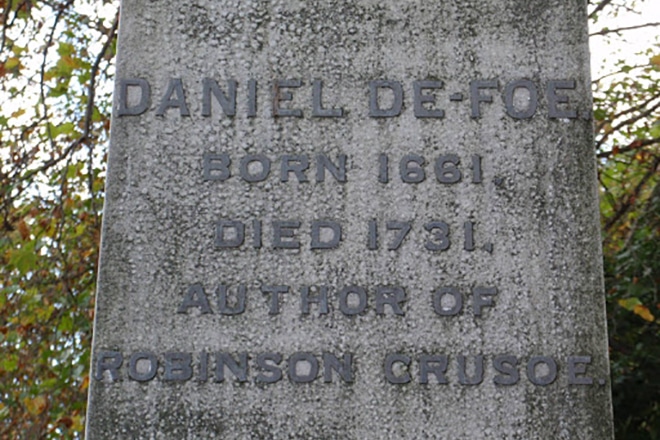 DANIEL DE-FOE.
BORN 1661.
DIED 1731.
AUTHOR OF
ROBINSON CRUSOE.